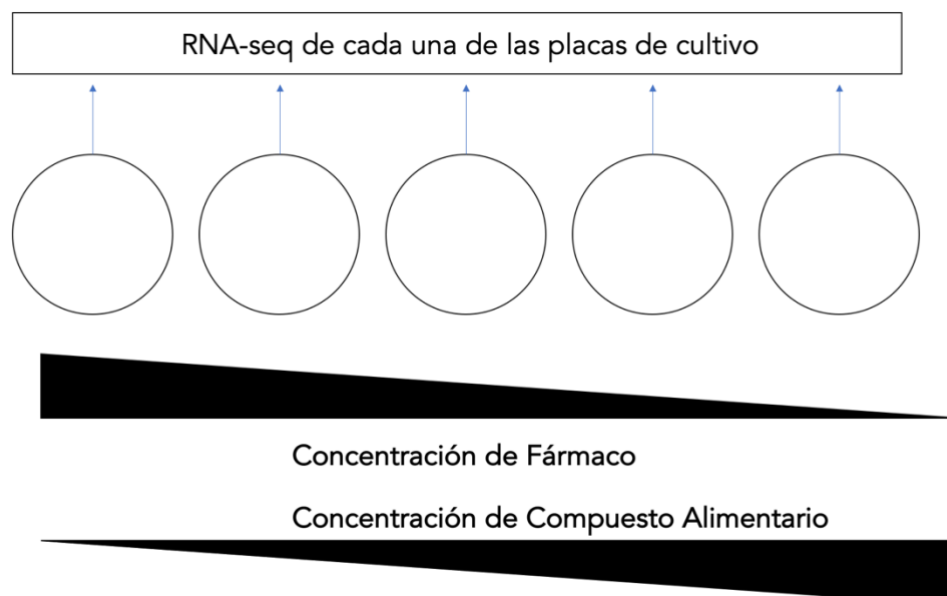 RNA-seq de cada una de las placas de cultivo
Concentración de Fármaco
Concentración de Compuesto Alimentario